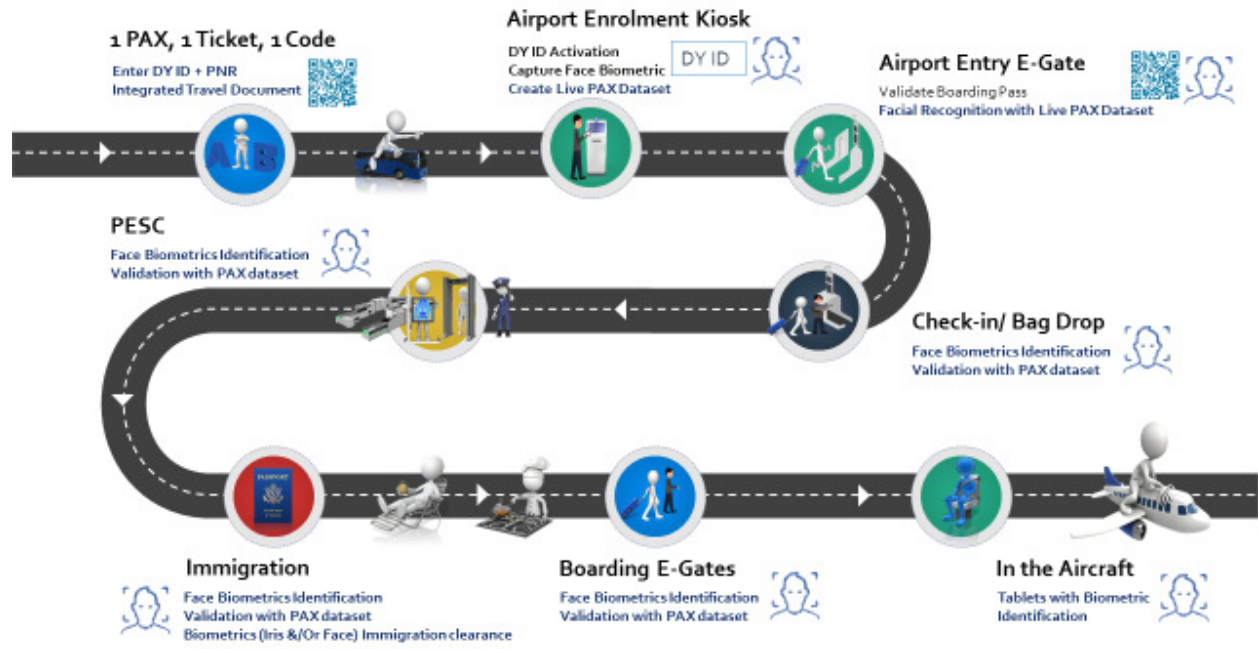 1 PAX, 1 Ticket, 1 Code
Enter DY ID + PNR
Integrated Travel Document
Airport Enrolment Kiosk
DY ID Activation
Capture Face Biometric
Create Live PAX Dataset
DY ID
Airport Entry E-Gate
Validate Boarding Pass
Facial Recognition with Live PAX Dataset
A B
PESC
Face Biometrics Identification
Validation with PAX dataset
Check-in/ Bag Drop
Face Biometrics Identification
Validation with PAX dataset
PASSPORT
Immigration
Face Biometrics Identification
Validation with PAX dataset
Biometrics (Iris &/Or Face) Immigration clearance
Boarding E-Gates
Face Biometrics Identification
Validation with PAX dataset
In the Aircraft
Tablets with Biometric
Identification